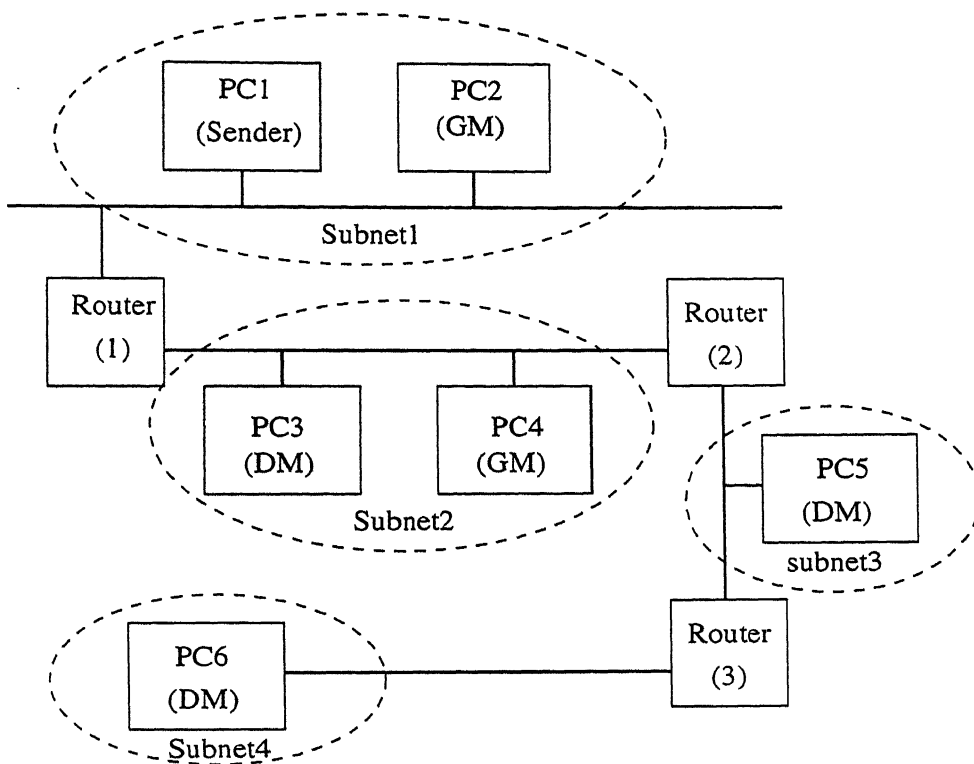 PC1
(Sender)
PC2
(GM)
Subnet1
Router
(1)
Router
(2)
PC3
(DM)
PC4
(GM)
Subnet2
PC5
(DM)
subnet3
Router
(3)
PC6
(DM)
Subnet4